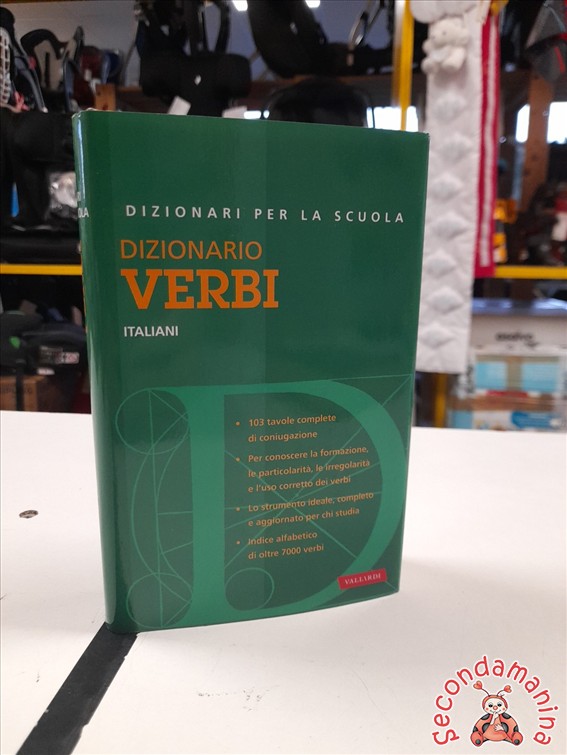 DIZIONARI PER LA SCUOLA
DIZIONARIO
VERBI
ITALIANI
• 103 tavole complete
di coniugazione
• Per conoscere la formazione,
le particolarità, le irregolarità
e l'uso corretto dei verbi
• Lo strumento ideale, completo
e aggiornato per chi studia
• Indice alfabetico
di oltre 7000 verbi
VALLARDI
Secondamanina